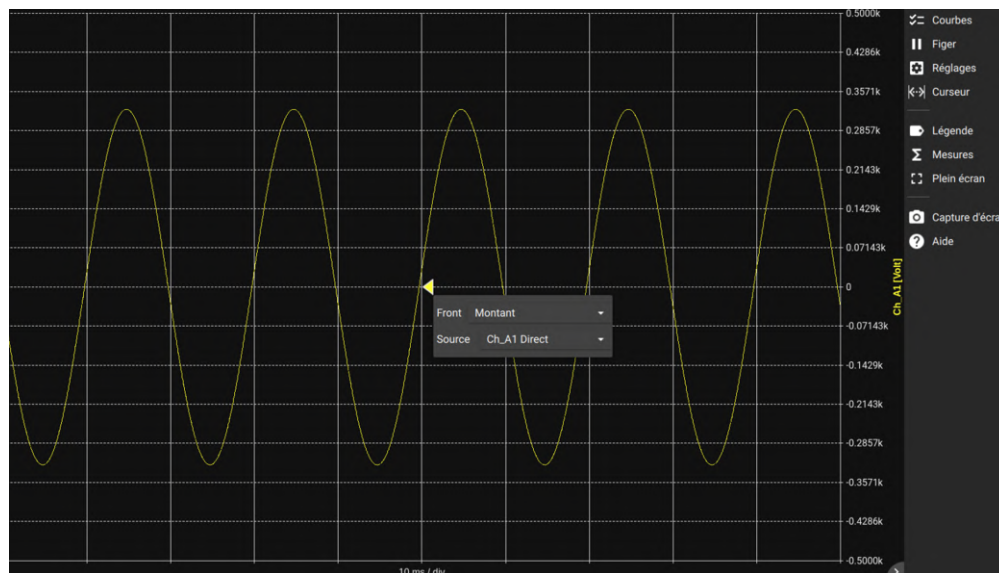 0.5000k
0.4286k
0.3571k
0.2857k
0.2143k
0.1429k
0.07143k
0
-0.07143k
-0.1429k
-0.2143k
-0.2857k
-0.3571k
-0.4286k
-0.5000k
Ch_A1 [Volt]
Front Montant
Source Ch_A1 Direct
10 ms / div
Courbes
Figer
Réglages
Curseur
Légende
Mesures
Plein écran
Capture d'écra
Aide